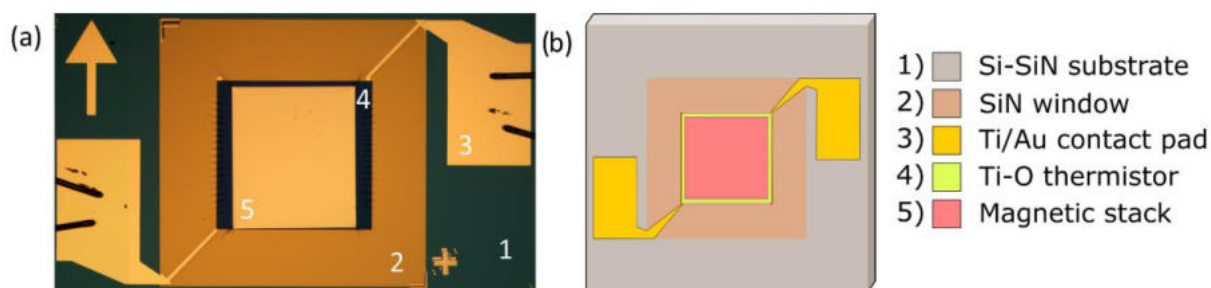 (a)
4
3
5
2
1
(b)
1) Si-SiN substrate
2) SiN window
3) Ti/Au contact pad
4) Ti-O thermistor
5) Magnetic stack